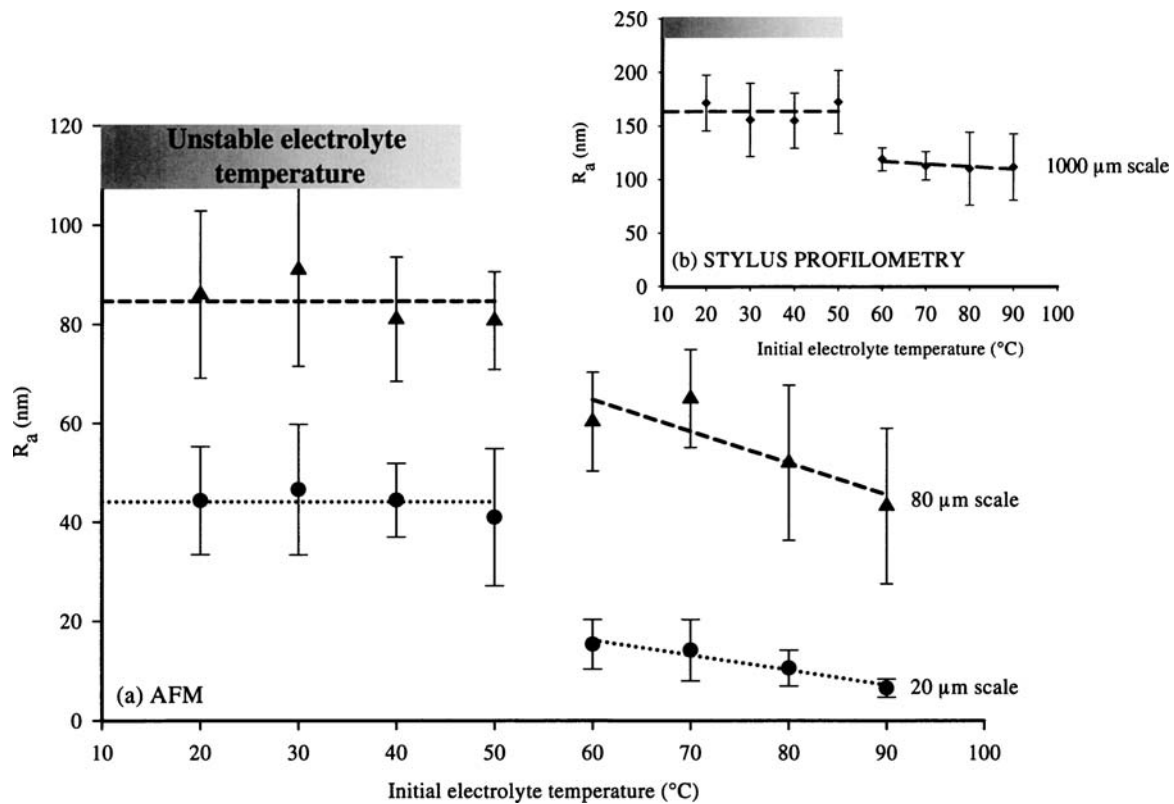 120
100
80
60
40
20
0
R_a (nm)
Unstable electrolyte
temperature
(a) AFM
80 µm scale
20 µm scale
10 20 30 40 50 60 70 80 90 100
Initial electrolyte temperature (°C)
250
200
150
100
50
0
R_a (nm)
1000 µm scale
(b) STYLUS PROFILOMETRY
10 20 30 40 50 60 70 80 90 100
Initial electrolyte temperature (°C)